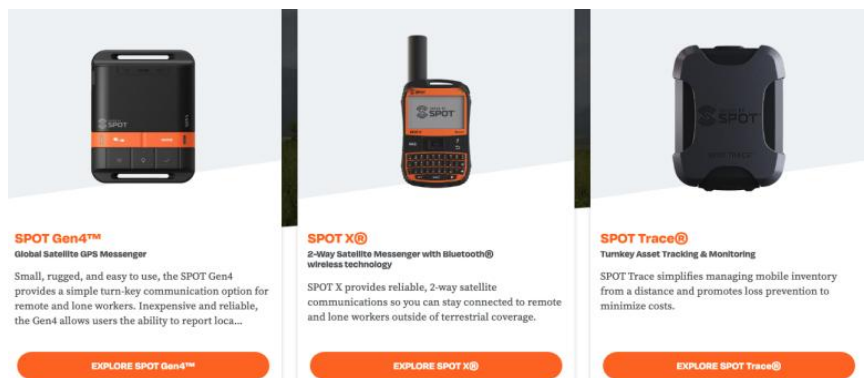 SPOT
SPOT
SPOT
SPOT TRACE
SPOT Gen4™
Global Satellite GPS Messenger
Small, rugged, and easy to use, the SPOT Gen4
provides a simple turn-key communication option for
remote and lone workers. Inexpensive and reliable,
the Gen4 allows users the ability to report loca...
EXPLORE SPOT Gen4™
SPOT X®
2-Way Satellite Messenger with Bluetooth®
wireless technology
SPOT X provides reliable, 2-way satellite
communications so you can stay connected to remote
and lone workers outside of terrestrial coverage.
EXPLORE SPOT X®
SPOT Trace®
Turnkey Asset Tracking & Monitoring
SPOT Trace simplifies managing mobile inventory
from a distance and promotes loss prevention to
minimize costs.
EXPLORE SPOT Trace®